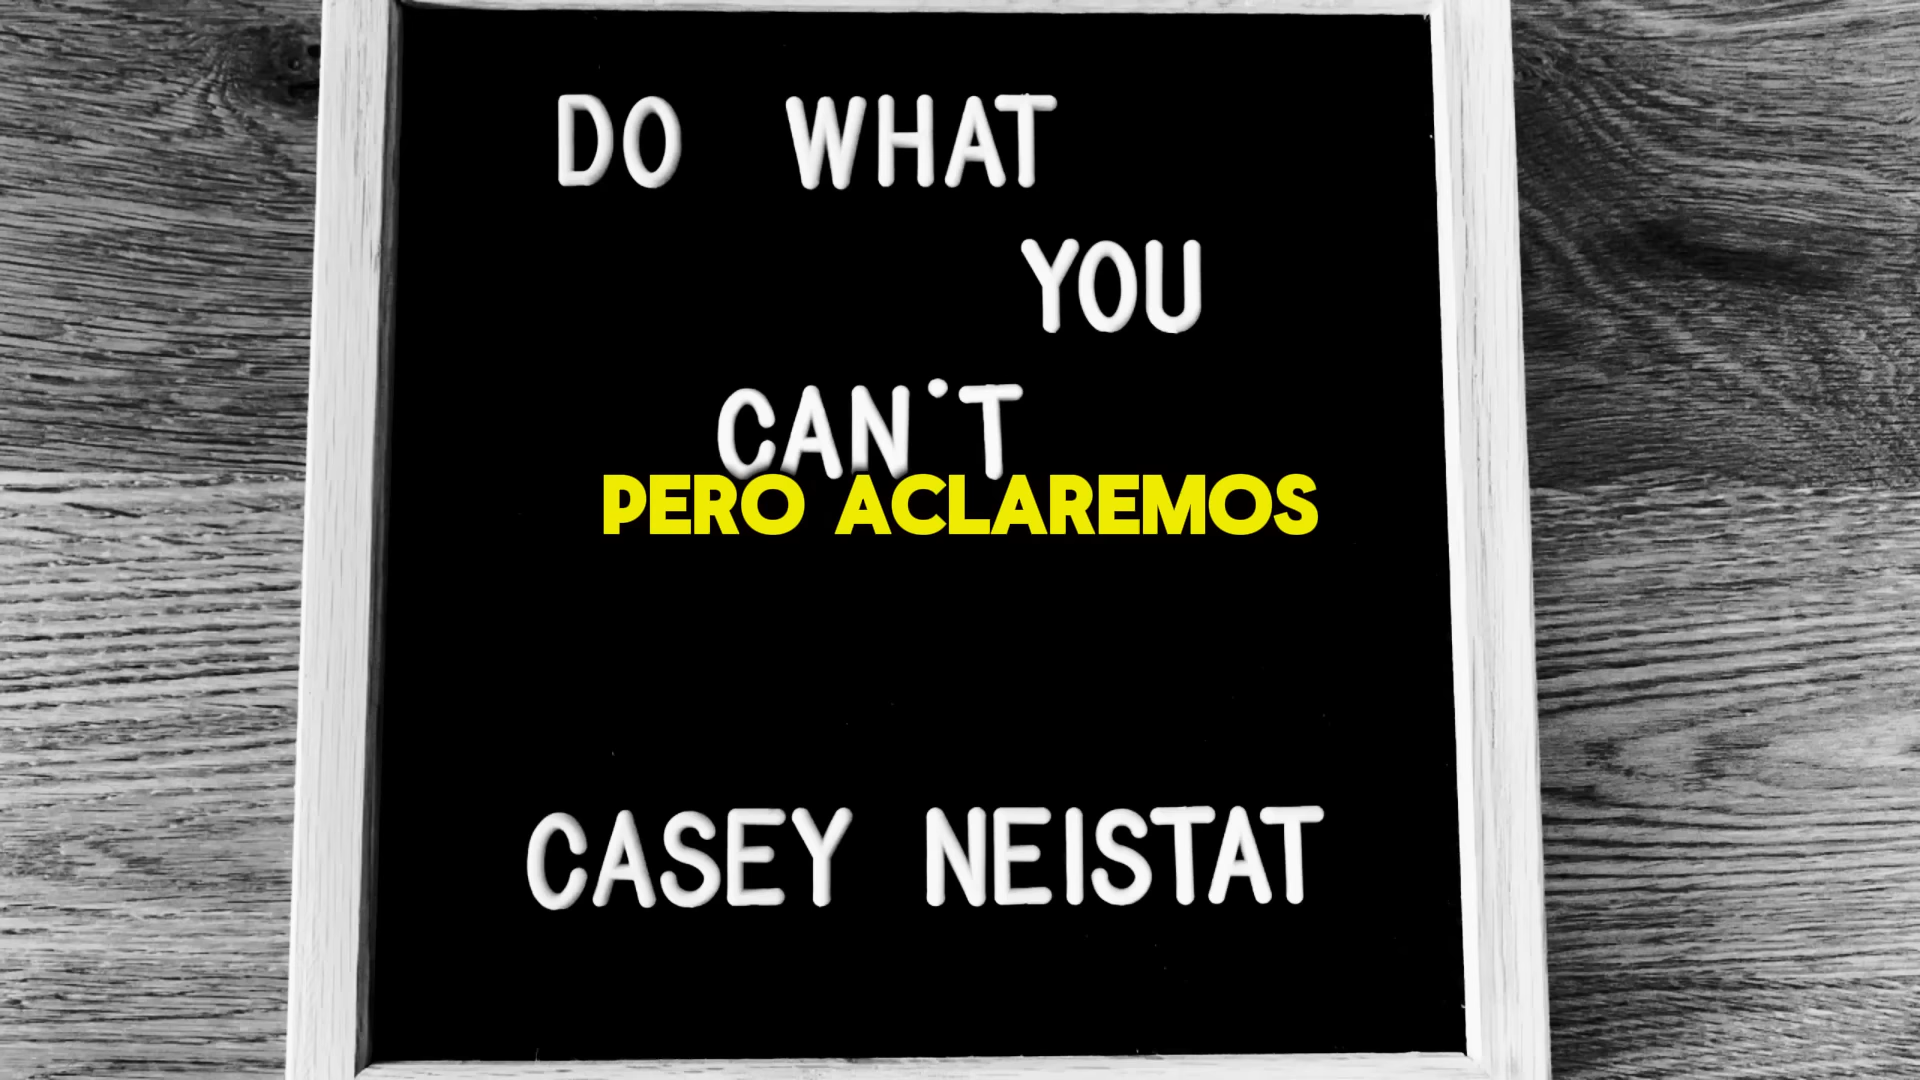 DO WHAT
YOU
CAN'T
PERO ACLAREMOS
CASEY NEISTAT